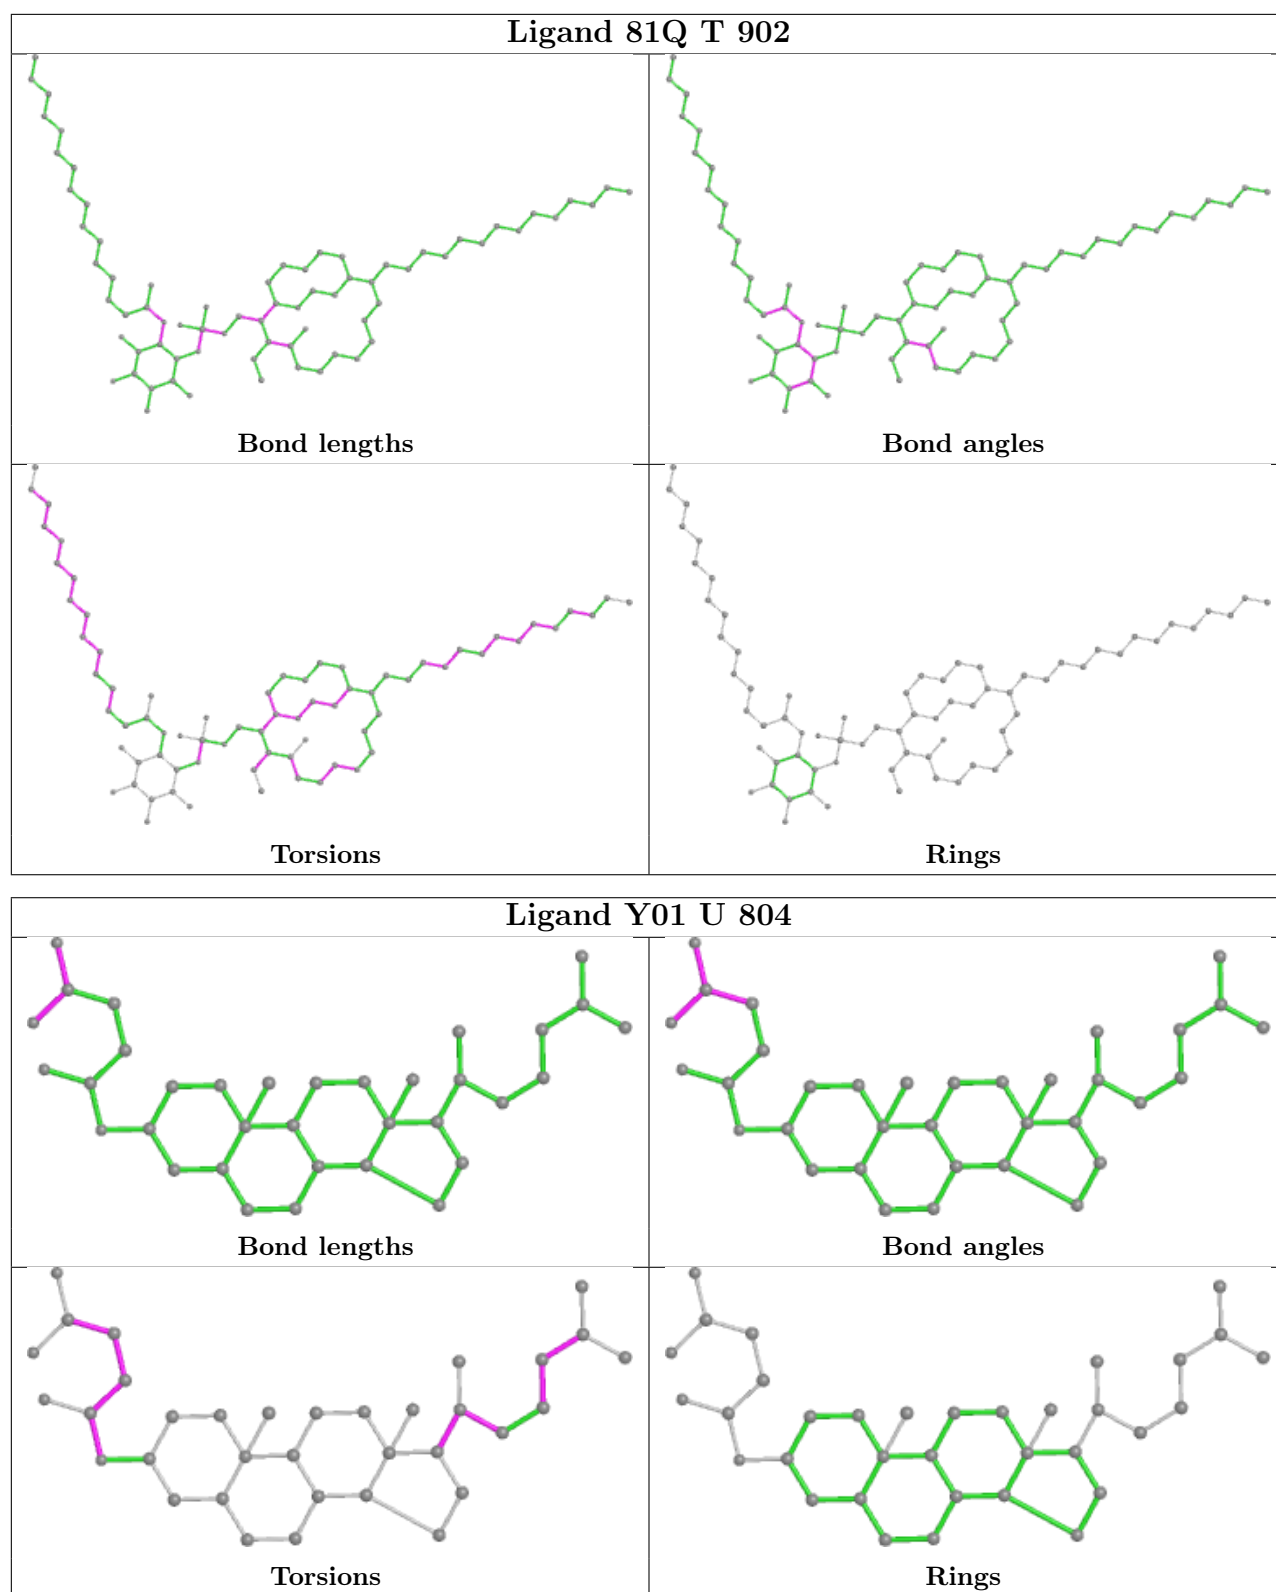 Ligand 81Q T 902
Bond lengths
Bond angles
Torsions
Rings
Ligand Y01 U 804
Bond lengths
Bond angles
Torsions
Rings